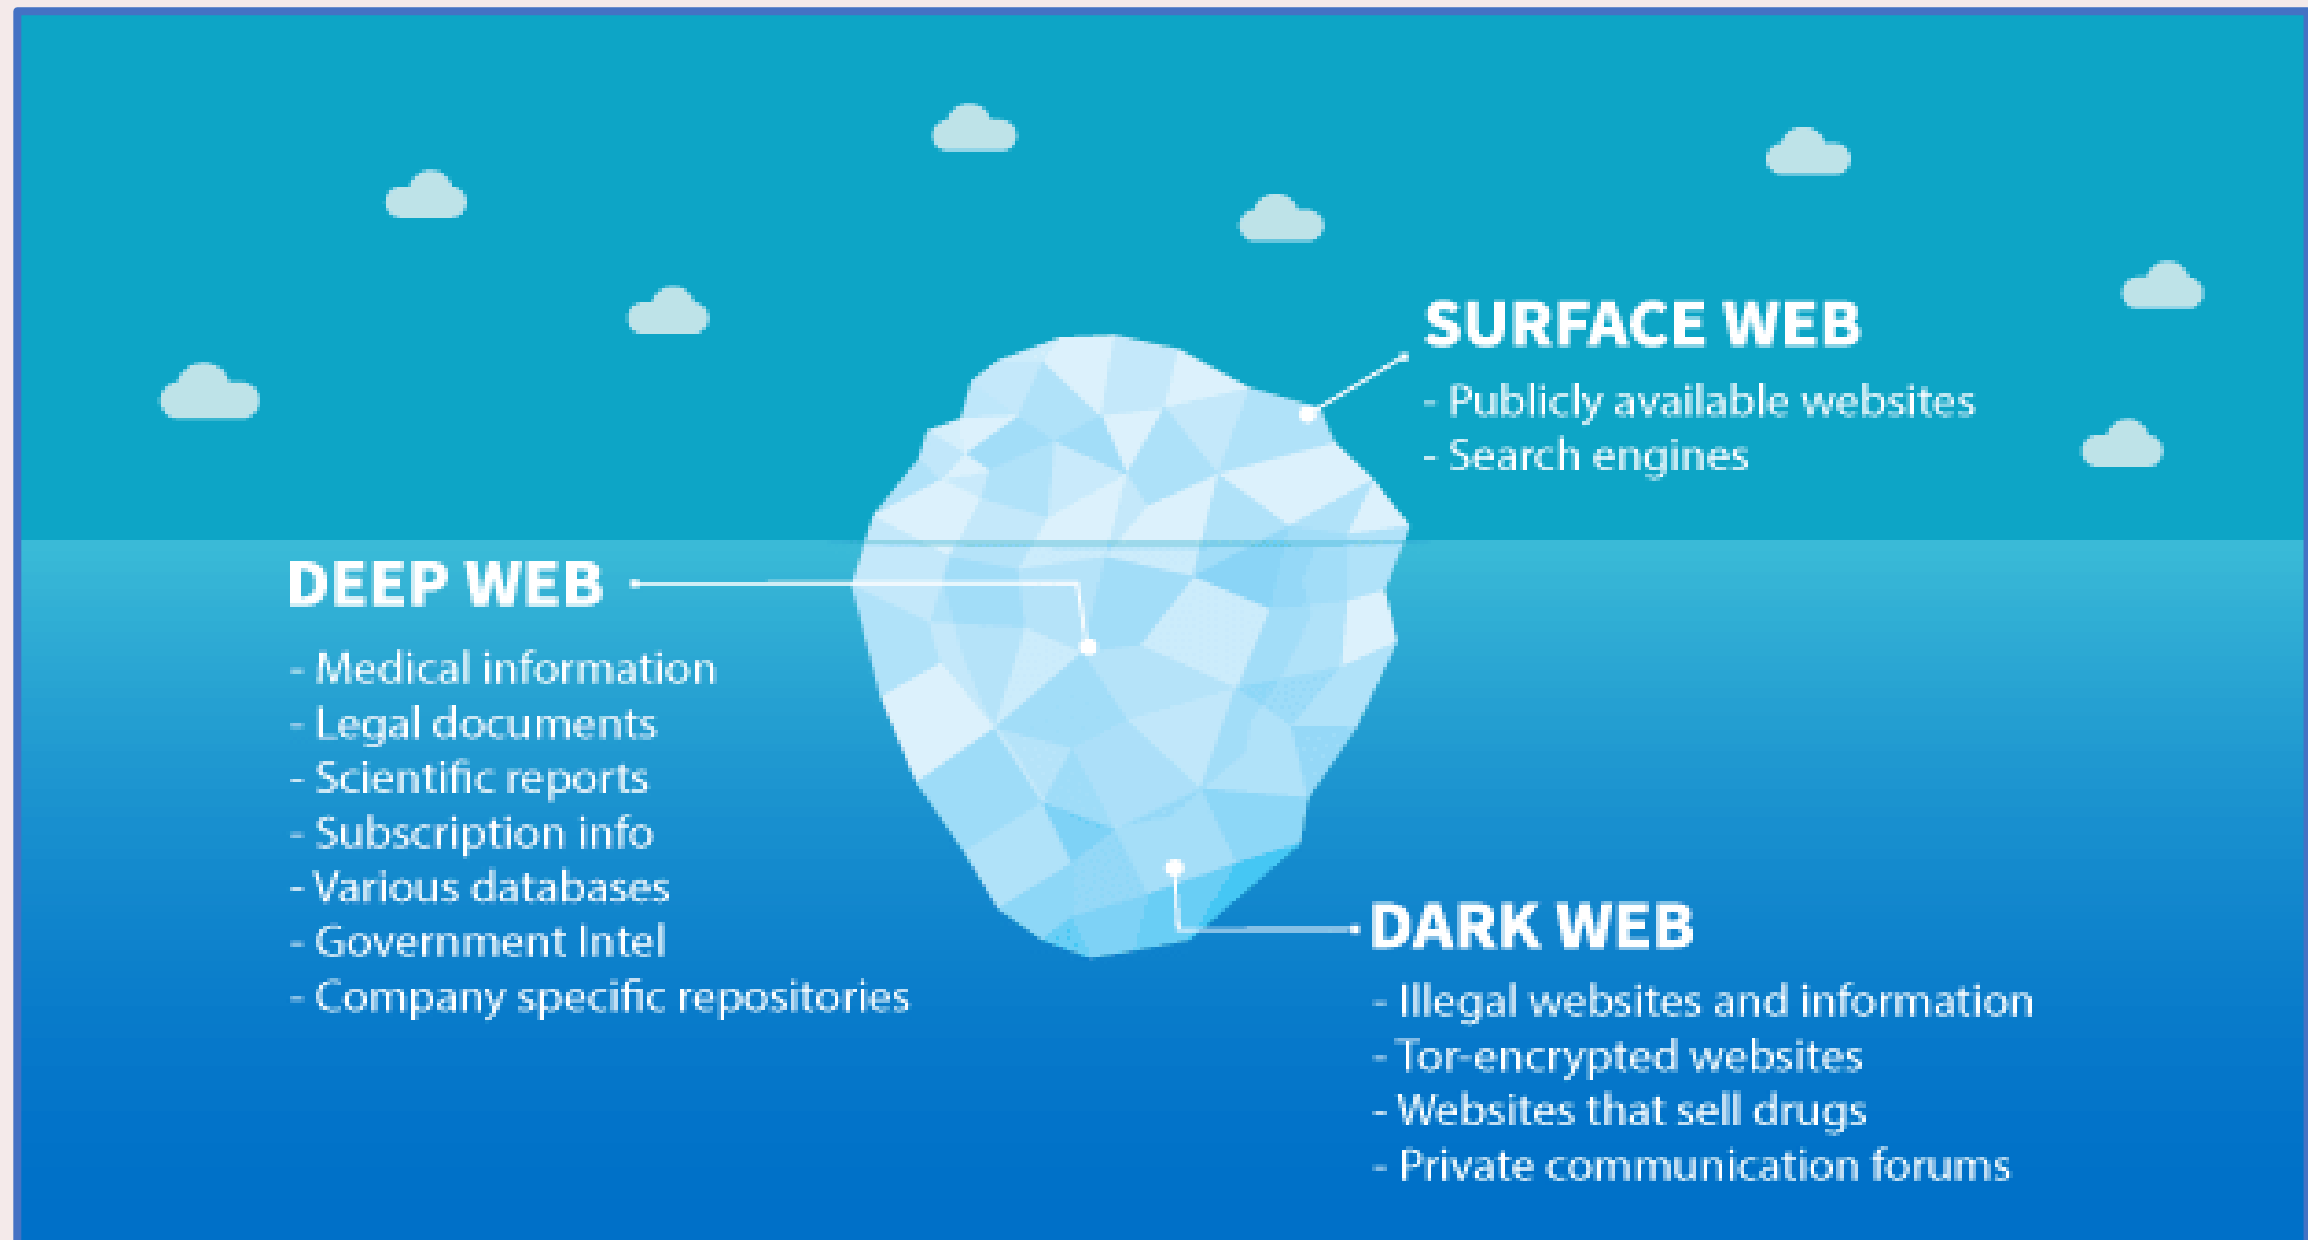 SURFACE WEB
- Publicly available websites
- Search engines
DEEP WEB
- Medical information
- Legal documents
- Scientific reports
- Subscription info
- Various databases
- Government Intel
- Company specific repositories
DARK WEB
- Illegal websites and information
- Tor-encrypted websites
- Websites that sell drugs
- Private communication forums